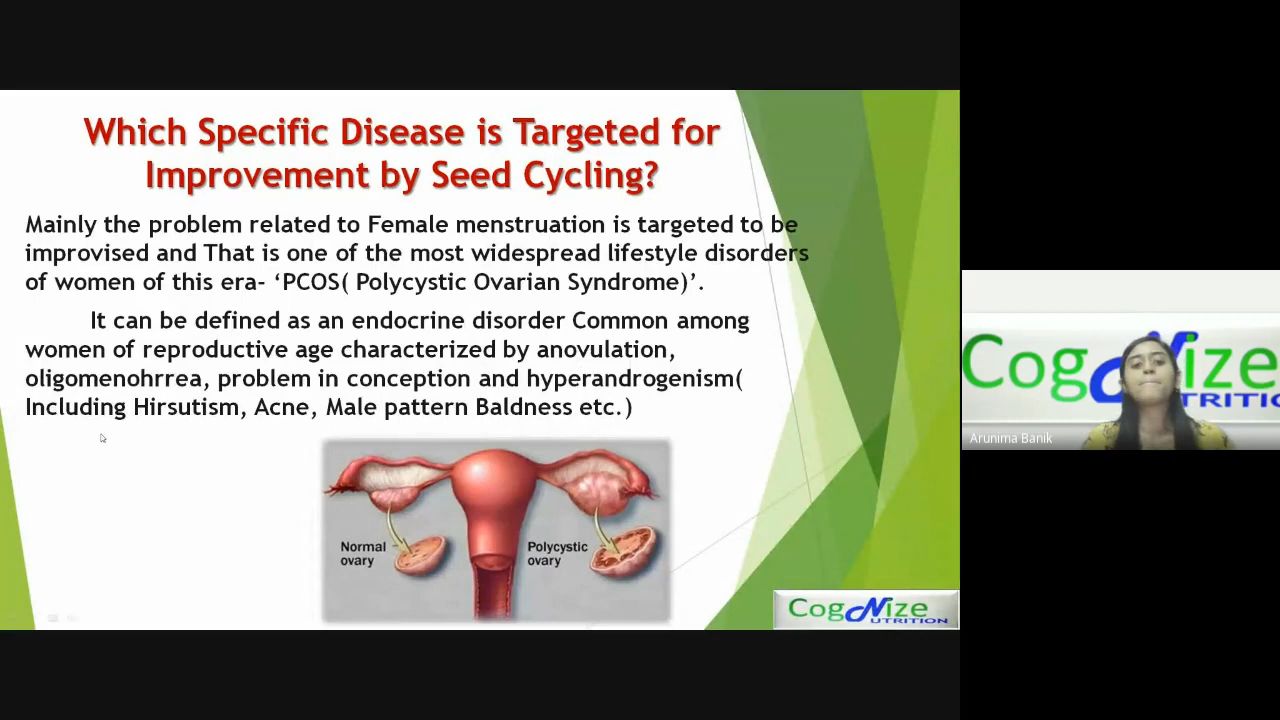 Which Specific Disease is Targeted for
Improvement by Seed Cycling?
Mainly the problem related to Female menstruation is targeted to be
improvised and That is one of the most widespread lifestyle disorders
of women of this era- ‘PCOS( Polycystic Ovarian Syndrome)’.
It can be defined as an endocrine disorder Common among
women of reproductive age characterized by anovulation,
oligomenohrrea, problem in conception and hyperandrogenism(
Including Hirsutism, Acne, Male pattern Baldness etc.)
Normal
ovary
Polycystic
ovary
CogNize
NUTRITION
CogNize
UTRITIO
Arunima Banik